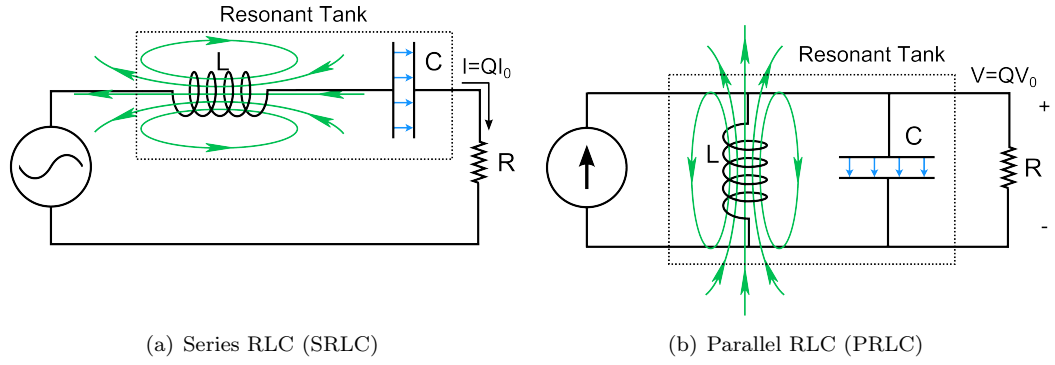 Resonant Tank
L
C
I=QI₀
R
(a) Series RLC (SRLC)
Resonant Tank
V=QV₀
+
L
C
R
-
(b) Parallel RLC (PRLC)